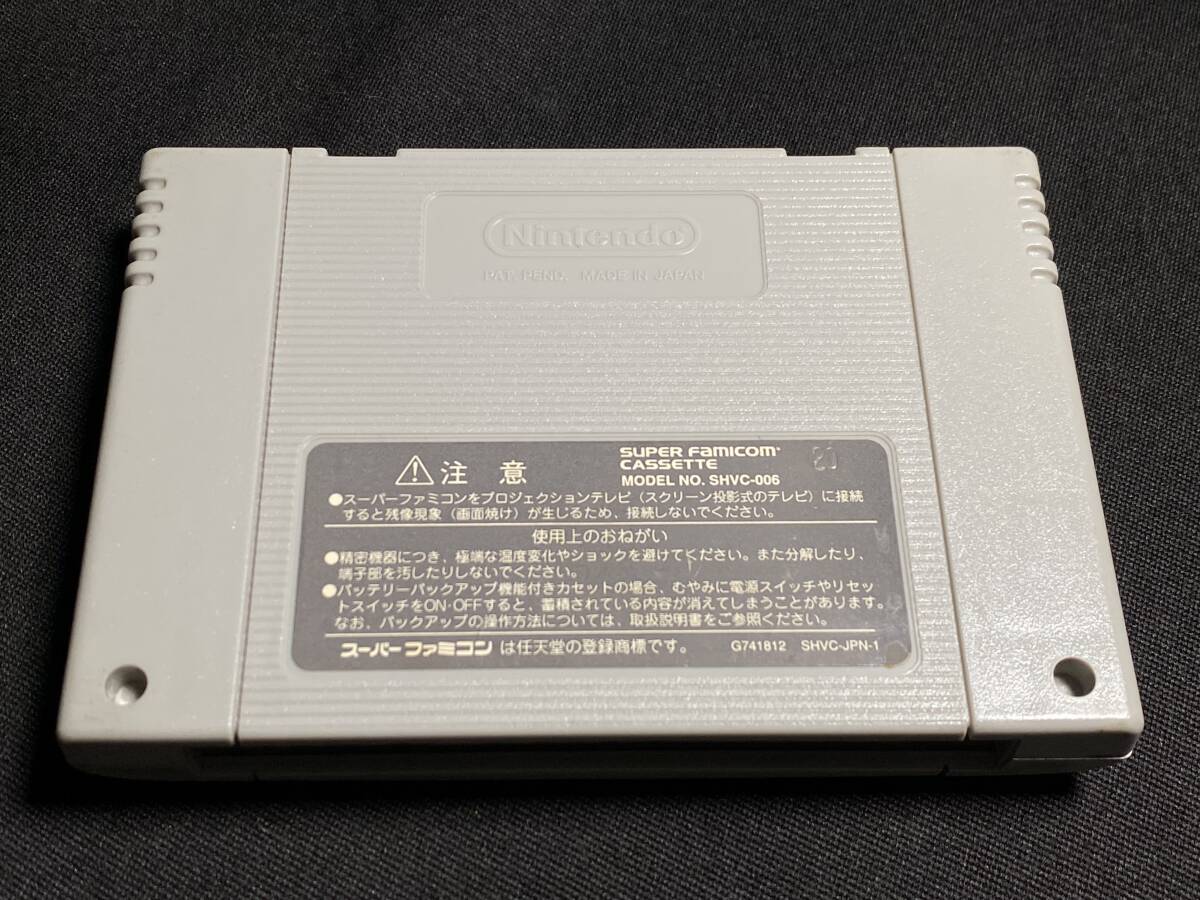 Nintendo
PAT. PEND. MADE IN JAPAN
⚠注意
SUPER FAMICOM
CASSETTE
MODEL NO. SHVC-006
●スーパーファミコンをプロジェクションテレビ（スクリーン投影式のテレビ）に接続
すると残像現象（画面焼け）が生じるため、接続しないでください。
使用上のおねがい
●精密機器につき、極端な温度変化やショックを避けてください。また分解したり、
端子部を汚したりしないでください。
●バッテリーバックアップ機能付きカセットの場合、むやみに電源スイッチやリセッ
トスイッチをON・OFFすると、蓄積されている内容が消えてしまうことがあります。
なお、バックアップの操作方法については、取扱説明書をご参照ください。
スーパーファミコンは任天堂の登録商標です。 G741812 SHVC-JPN-1